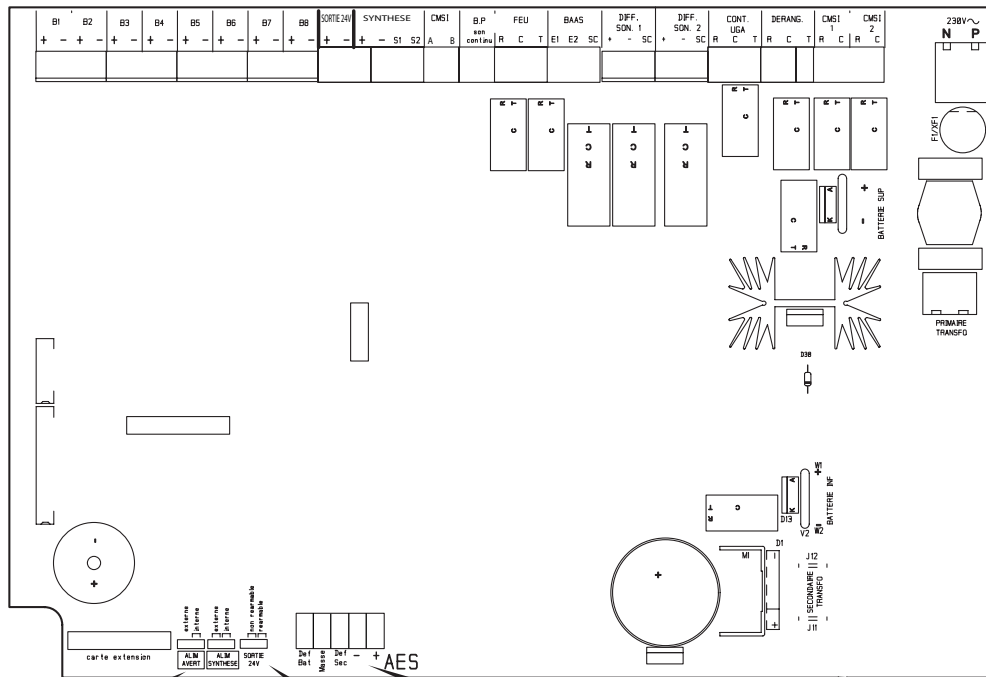 B1 B2 B3 B4 B5 B6 B7 B8 SORTIE 24V SYNTHESE CMSI B.P son continu FEU BAAS DIFF. SON. 1 DIFF. SON. 2 CONT. UGA DERANG. CMSI 1 CMSI 2
+ - + - + - + - + - + - + - + - + - + - S1 S2 A B R C T E1 E2 SC + - SC + - SC R C T R C T R C R C
230V~
N P
F1/XF1
R T C
R T C
T C R
T C R
T C R
R T C
R T C
R T C
R T C
C R T
A K
+ BATTERIE SUP -
PRIMAIRE
TRANSFO
D30
R T C
A K
D13
V2
W1
+ BATTERIE INF -
W2
- +
+
M1
D1
- +
J12
SECONDAIRE
TRANSFO
J11
carte extension
externe interne
ALIM
AVERT
externe interne
ALIM
SYNTHESE
non rearmable rearmable
SORTIE
24V
Def Bat Masse Def Sec - + AES